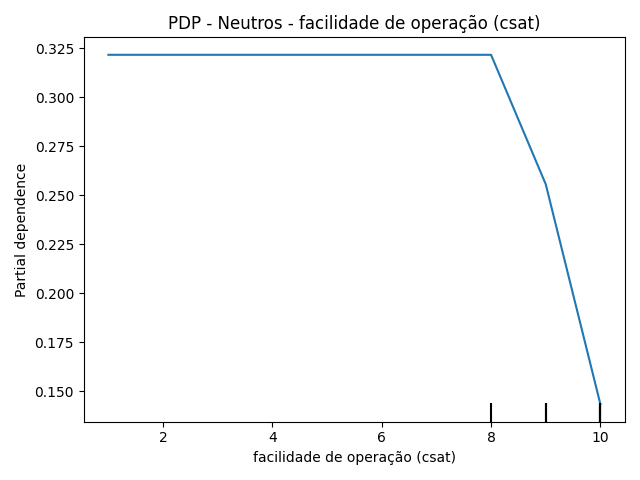 PDP - Neutros - facilidade de operação (csat)
0.325
0.300
0.275
0.250
0.225
0.200
0.175
0.150
Partial dependence
2 4 6 8 10
facilidade de operação (csat)